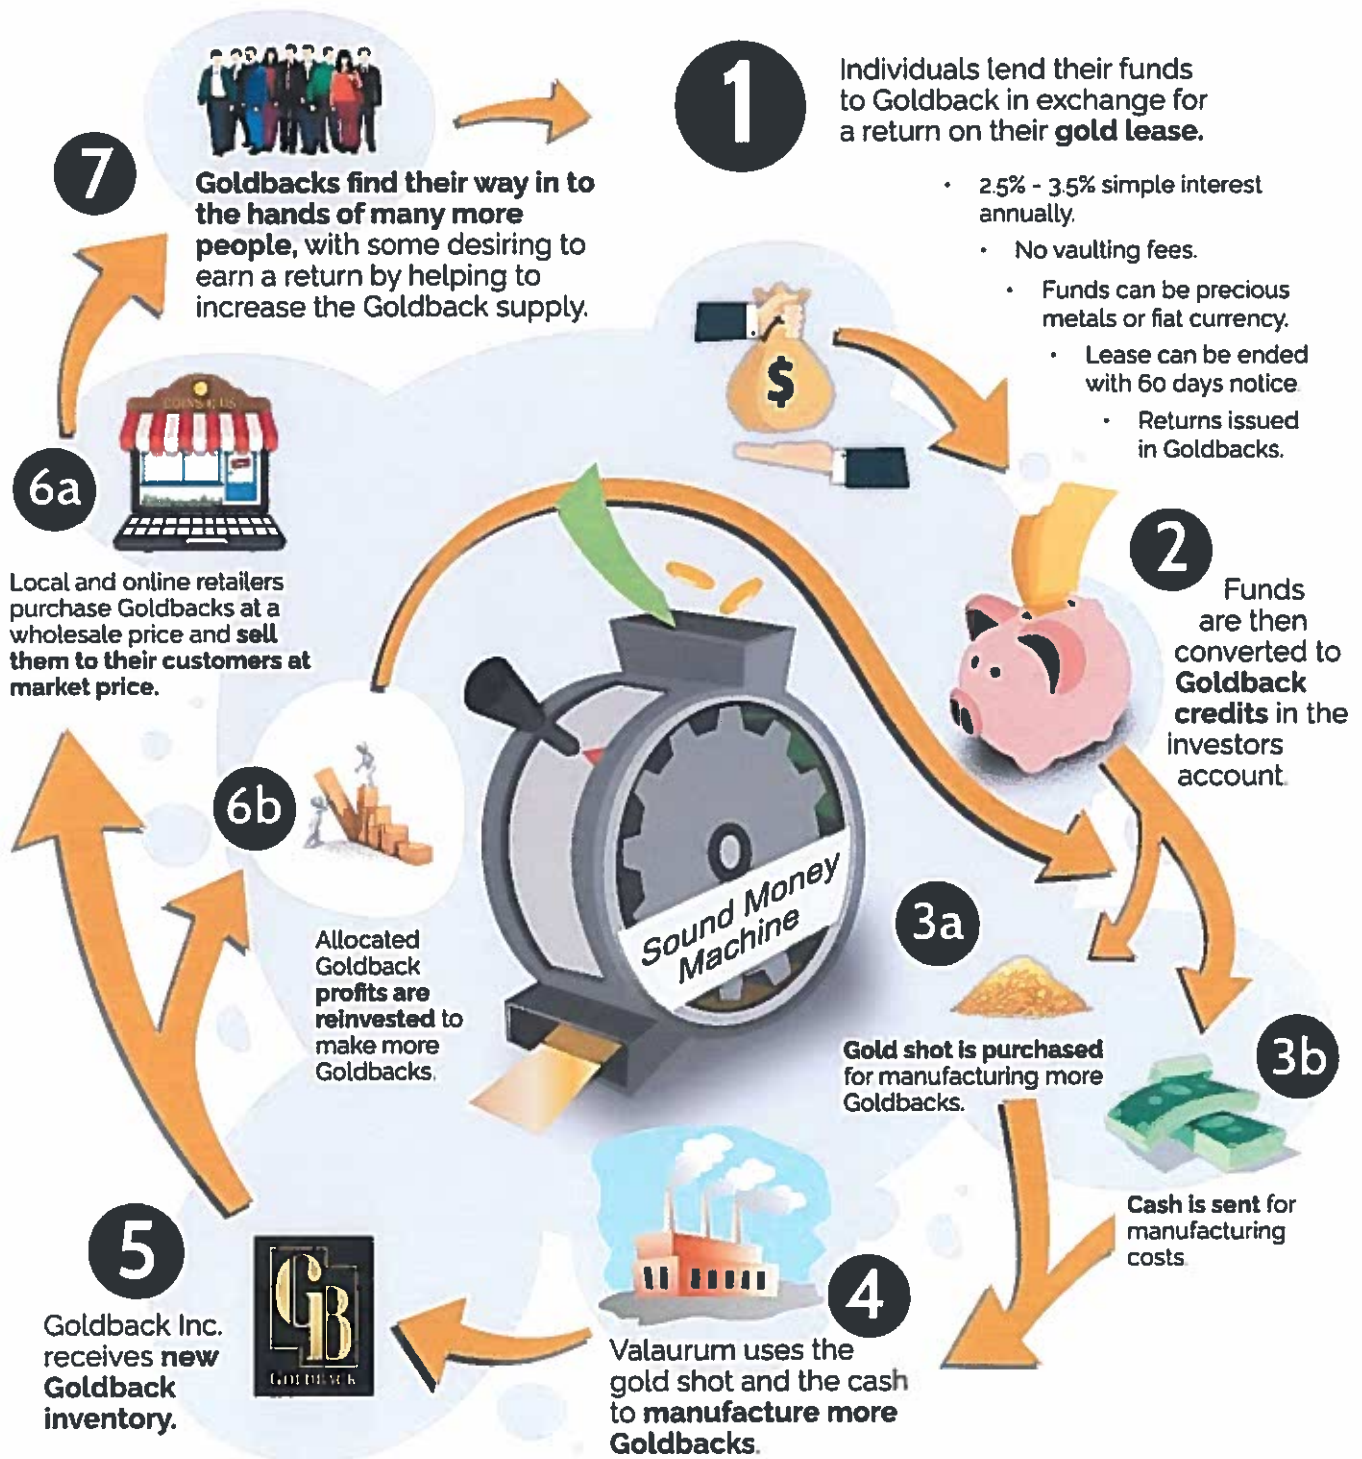 1
Individuals lend their funds
to Goldback in exchange for
a return on their gold lease.
• 2.5% - 3.5% simple interest
annually.
• No vaulting fees.
• Funds can be precious
metals or fiat currency.
• Lease can be ended
with 60 days notice
• Returns issued
in Goldbacks.
$
2
Funds
are then
converted to
Goldback
credits in the
investors
account.
3a
Gold shot is purchased
for manufacturing more
Goldbacks.
3b
Cash is sent for
manufacturing
costs.
4
Valaurum uses the
gold shot and the cash
to manufacture more
Goldbacks.
5
Goldback Inc.
receives new
Goldback
inventory.
GB
GOLDBACK
6a
COINS R US
Local and online retailers
purchase Goldbacks at a
wholesale price and sell
them to their customers at
market price.
6b
Allocated
Goldback
profits are
reinvested to
make more
Goldbacks.
7
Goldbacks find their way in to
the hands of many more
people, with some desiring to
earn a return by helping to
increase the Goldback supply.
Sound Money
Machine